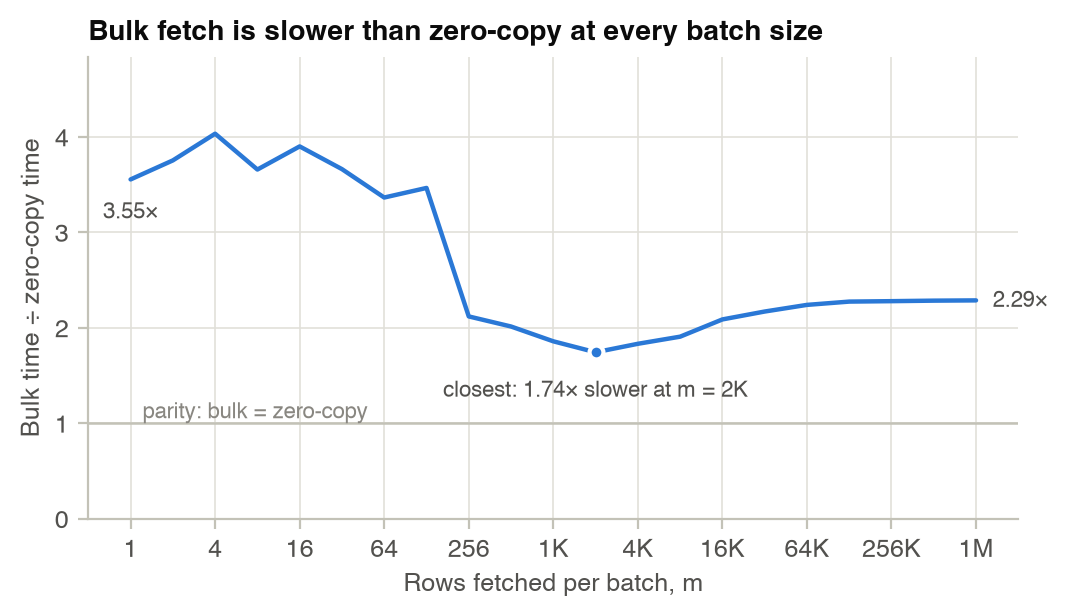 Bulk fetch is slower than zero-copy at every batch size
Bulk time ÷ zero-copy time
4
3
2
1
0
3.55×
2.29×
closest: 1.74× slower at m = 2K
parity: bulk = zero-copy
1 4 16 64 256 1K 4K 16K 64K 256K 1M
Rows fetched per batch, m